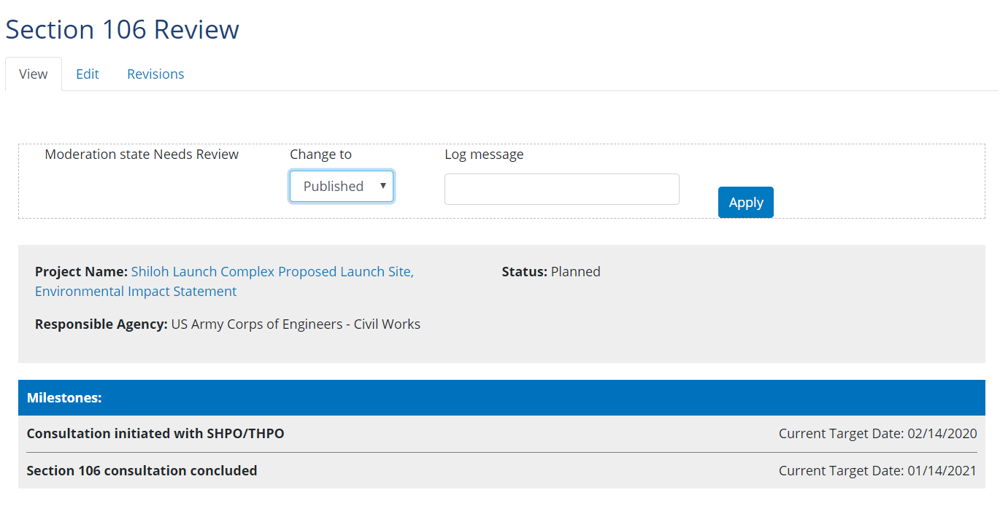 Section 106 Review
View Edit Revisions
Moderation state Needs Review Change to Log message
Published
Apply
Project Name: Shiloh Launch Complex Proposed Launch Site, Status: Planned
Environmental Impact Statement
Responsible Agency: US Army Corps of Engineers - Civil Works
Milestones:
Consultation initiated with SHPO/THPO Current Target Date: 02/14/2020
Section 106 consultation concluded Current Target Date: 01/14/2021